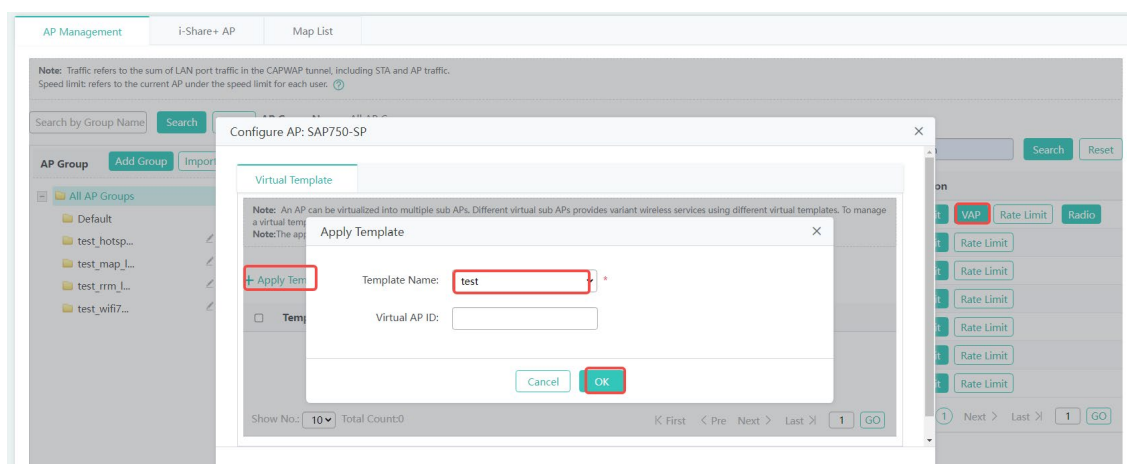 AP Management i-Share+ AP Map List
Note: Traffic refers to the sum of LAN port traffic in the CAPWAP tunnel, including STA and AP traffic.
Speed limit: refers to the current AP under the speed limit for each user.
Search by Group Name Search
Configure AP: SAP750-SP
Search Reset
AP Group Add Group Import
Virtual Template
All AP Groups
Note: An AP can be virtualized into multiple sub APs. Different virtual sub APs provides variant wireless services using different virtual templates. To manage
a virtual temp
Note:The app
Apply Template
Default
VAP Rate Limit Radio
test_hotsp...
Rate Limit
test_map_l...
+ Apply Tem
Template Name: test *
Rate Limit
test_rrm_l...
Rate Limit
test_wifi7...
Temp
Virtual AP ID:
Rate Limit
Rate Limit
Cancel OK
Rate Limit
Show No.: 10 Total Count:0 First Pre Next > Last 1 GO
1 Next > Last 1 GO